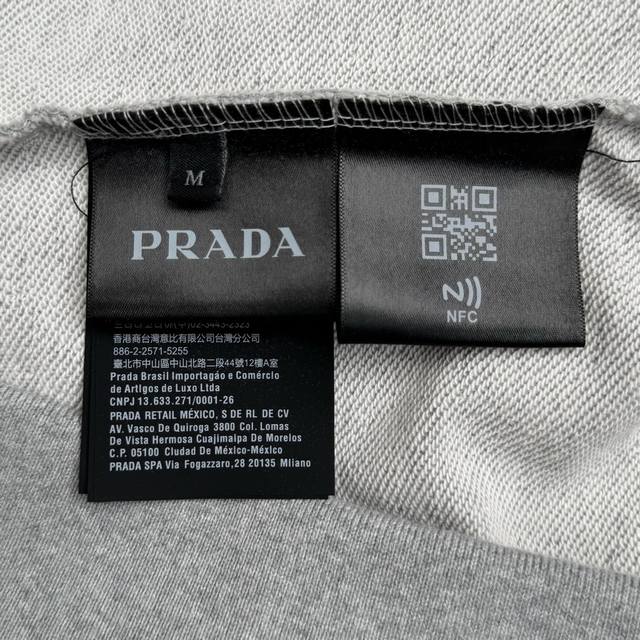 M
PRADA
NFC
香港商台灣意比有限公司台灣分公司
886-2-2571-5255
臺北市中山區中山北路二段44號12樓A室
Prada Brasil Importagão e Comércio
de Artigos de Luxo Ltda
CNPJ 13.633.271/0001-26
PRADA RETAIL MÉXICO, S DE RL DE CV
AV. Vasco De Quiroga 3800 Col. Lomas
De Vista Hermosa Cuajimalpa De Morelos
C.P. 05100 Ciudad De México-México
PRADA SPA Via Fogazzaro,28 20135 Milano